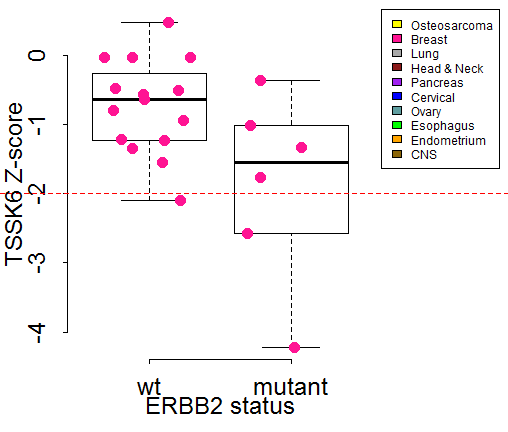 TSSK6 Z-score
0
-1
-2
-3
-4
wt
mutant
ERBB2 status
Osteosarcoma
Breast
Lung
Head & Neck
Pancreas
Cervical
Ovary
Esophagus
Endometrium
CNS